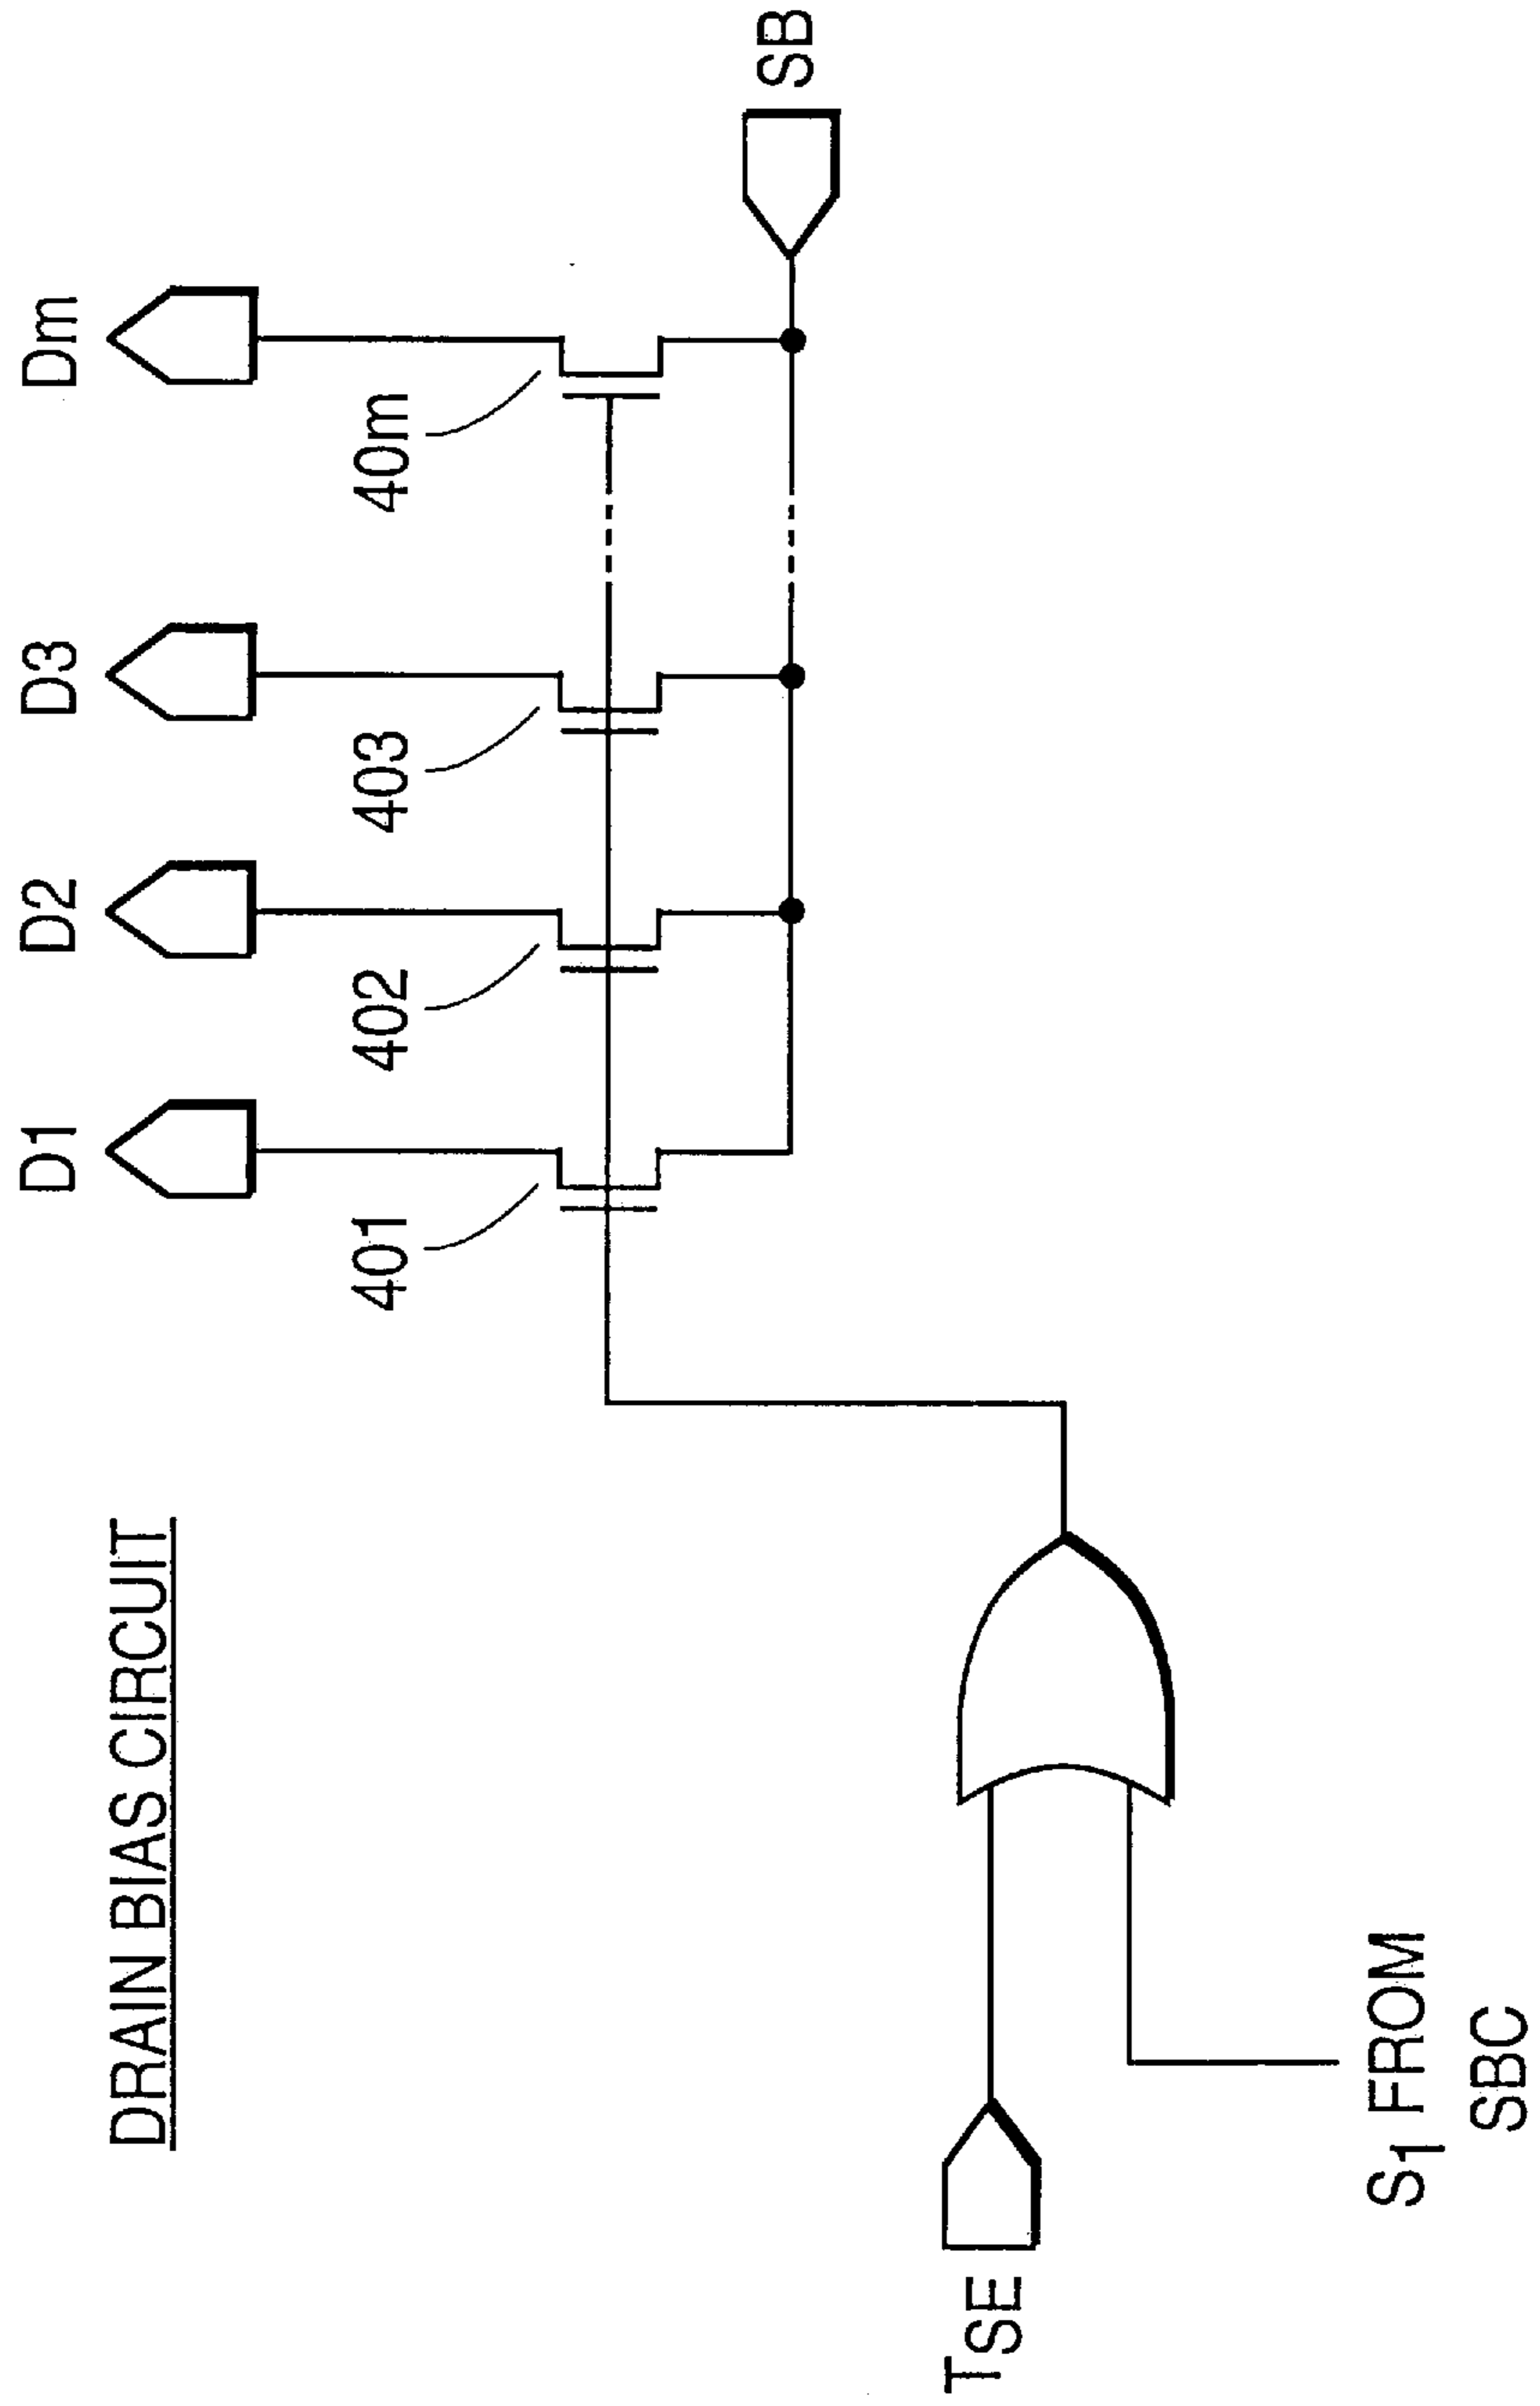 DRAIN BIAS CIRCUIT
D1
D2
D3
Dm
401
402
403
40m
SB
TSE
S1 FROM
SBC